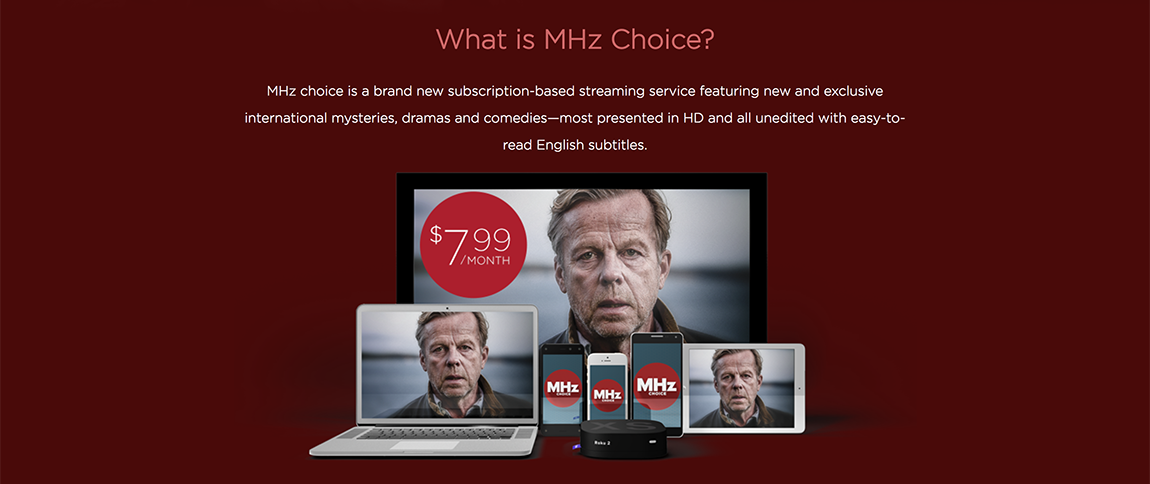 What is MHz Choice?
MHz choice is a brand new subscription-based streaming service featuring new and exclusive
international mysteries, dramas and comedies—most presented in HD and all unedited with easy-to-
read English subtitles.
$799
/MONTH
MHz
CHOICE
MHz
CHOICE
MHz
CHOICE
Roku 2